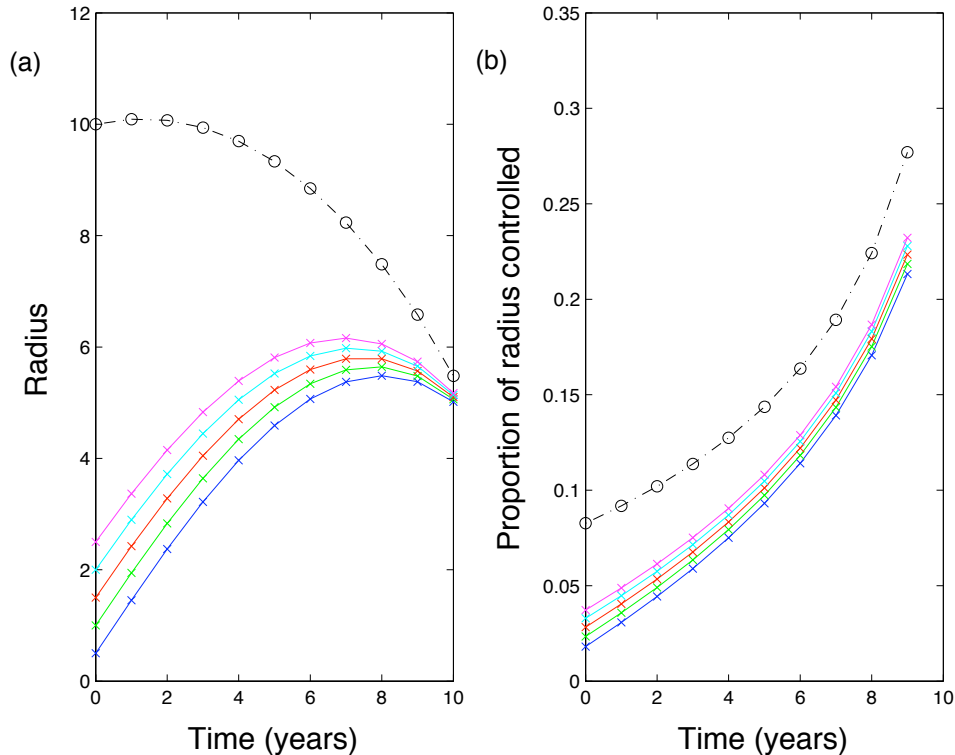 (a)
Radius
12
10
8
6
4
2
0
0 2 4 6 8 10
Time (years)
(b)
Proportion of radius controlled
0.35
0.3
0.25
0.2
0.15
0.1
0.05
0
0 2 4 6 8 10
Time (years)